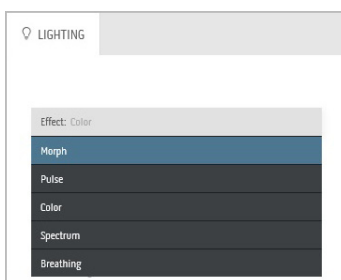 LIGHTING
Effect: Color
Morph
Pulse
Color
Spectrum
Breathing